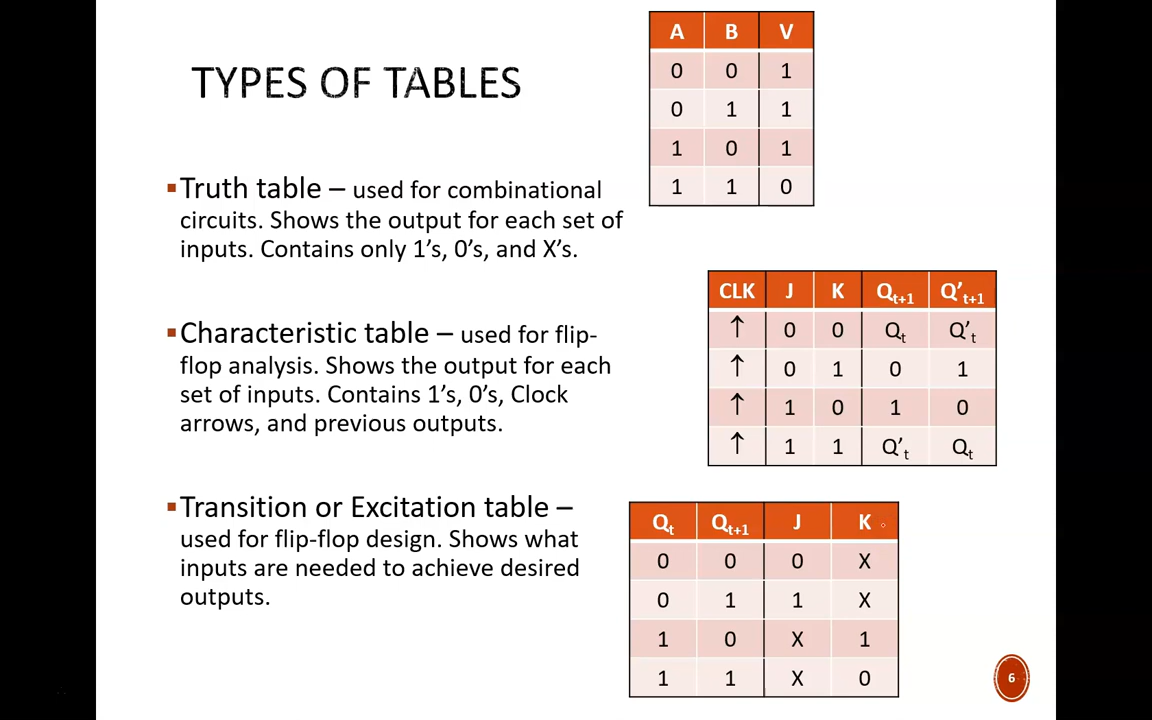 TYPES OF TABLES
▪Truth table – used for combinational
circuits. Shows the output for each set of
inputs. Contains only 1’s, 0’s, and X’s.
▪Characteristic table – used for flip-
flop analysis. Shows the output for each
set of inputs. Contains 1’s, 0’s, Clock
arrows, and previous outputs.
▪Transition or Excitation table –
used for flip-flop design. Shows what
inputs are needed to achieve desired
outputs.
A B V
0 0 1
0 1 1
1 0 1
1 1 0
CLK J K Qt+1 Q’t+1
↑ 0 0 Qt Q’t
↑ 0 1 0 1
↑ 1 0 1 0
↑ 1 1 Q’t Qt
Qt Qt+1 J K
0 0 0 X
0 1 1 X
1 0 X 1
1 1 X 0
6